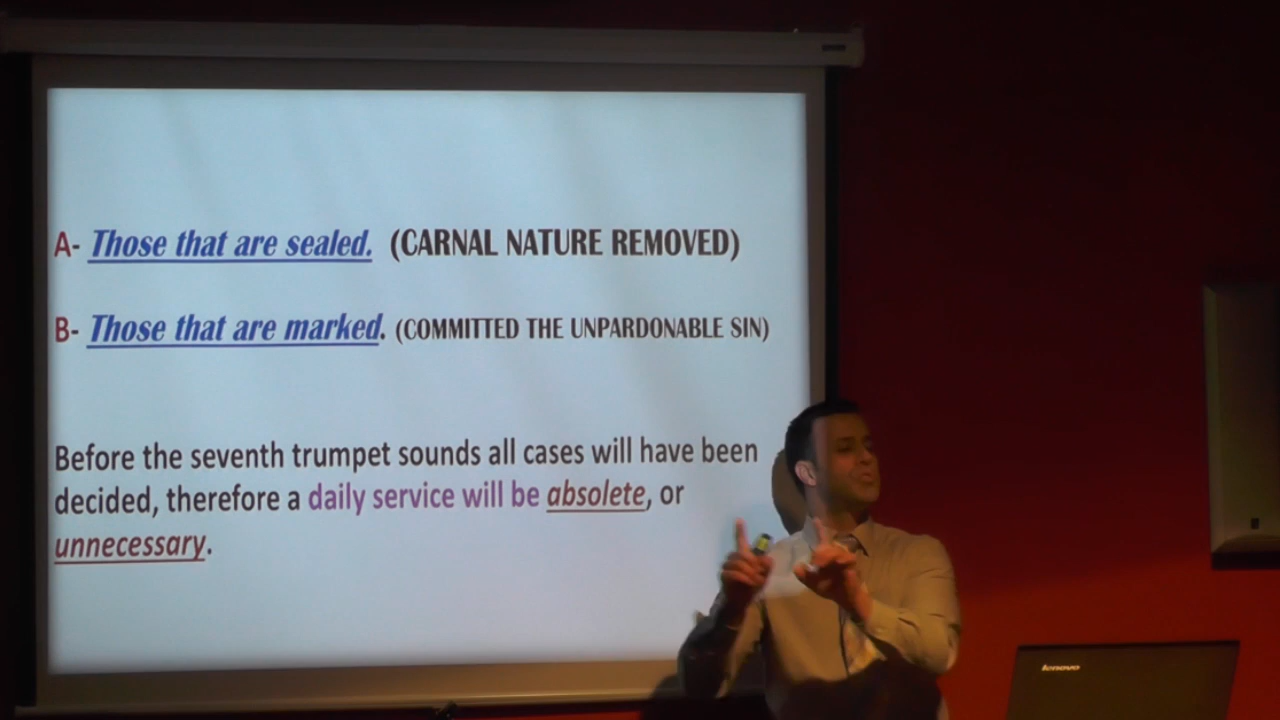 A- Those that are sealed. (CARNAL NATURE REMOVED)
B- Those that are marked. (COMMITTED THE UNPARDONABLE SIN)
Before the seventh trumpet sounds all cases will have been
decided, therefore a daily service will be absolete, or
unnecessary.
lenovo